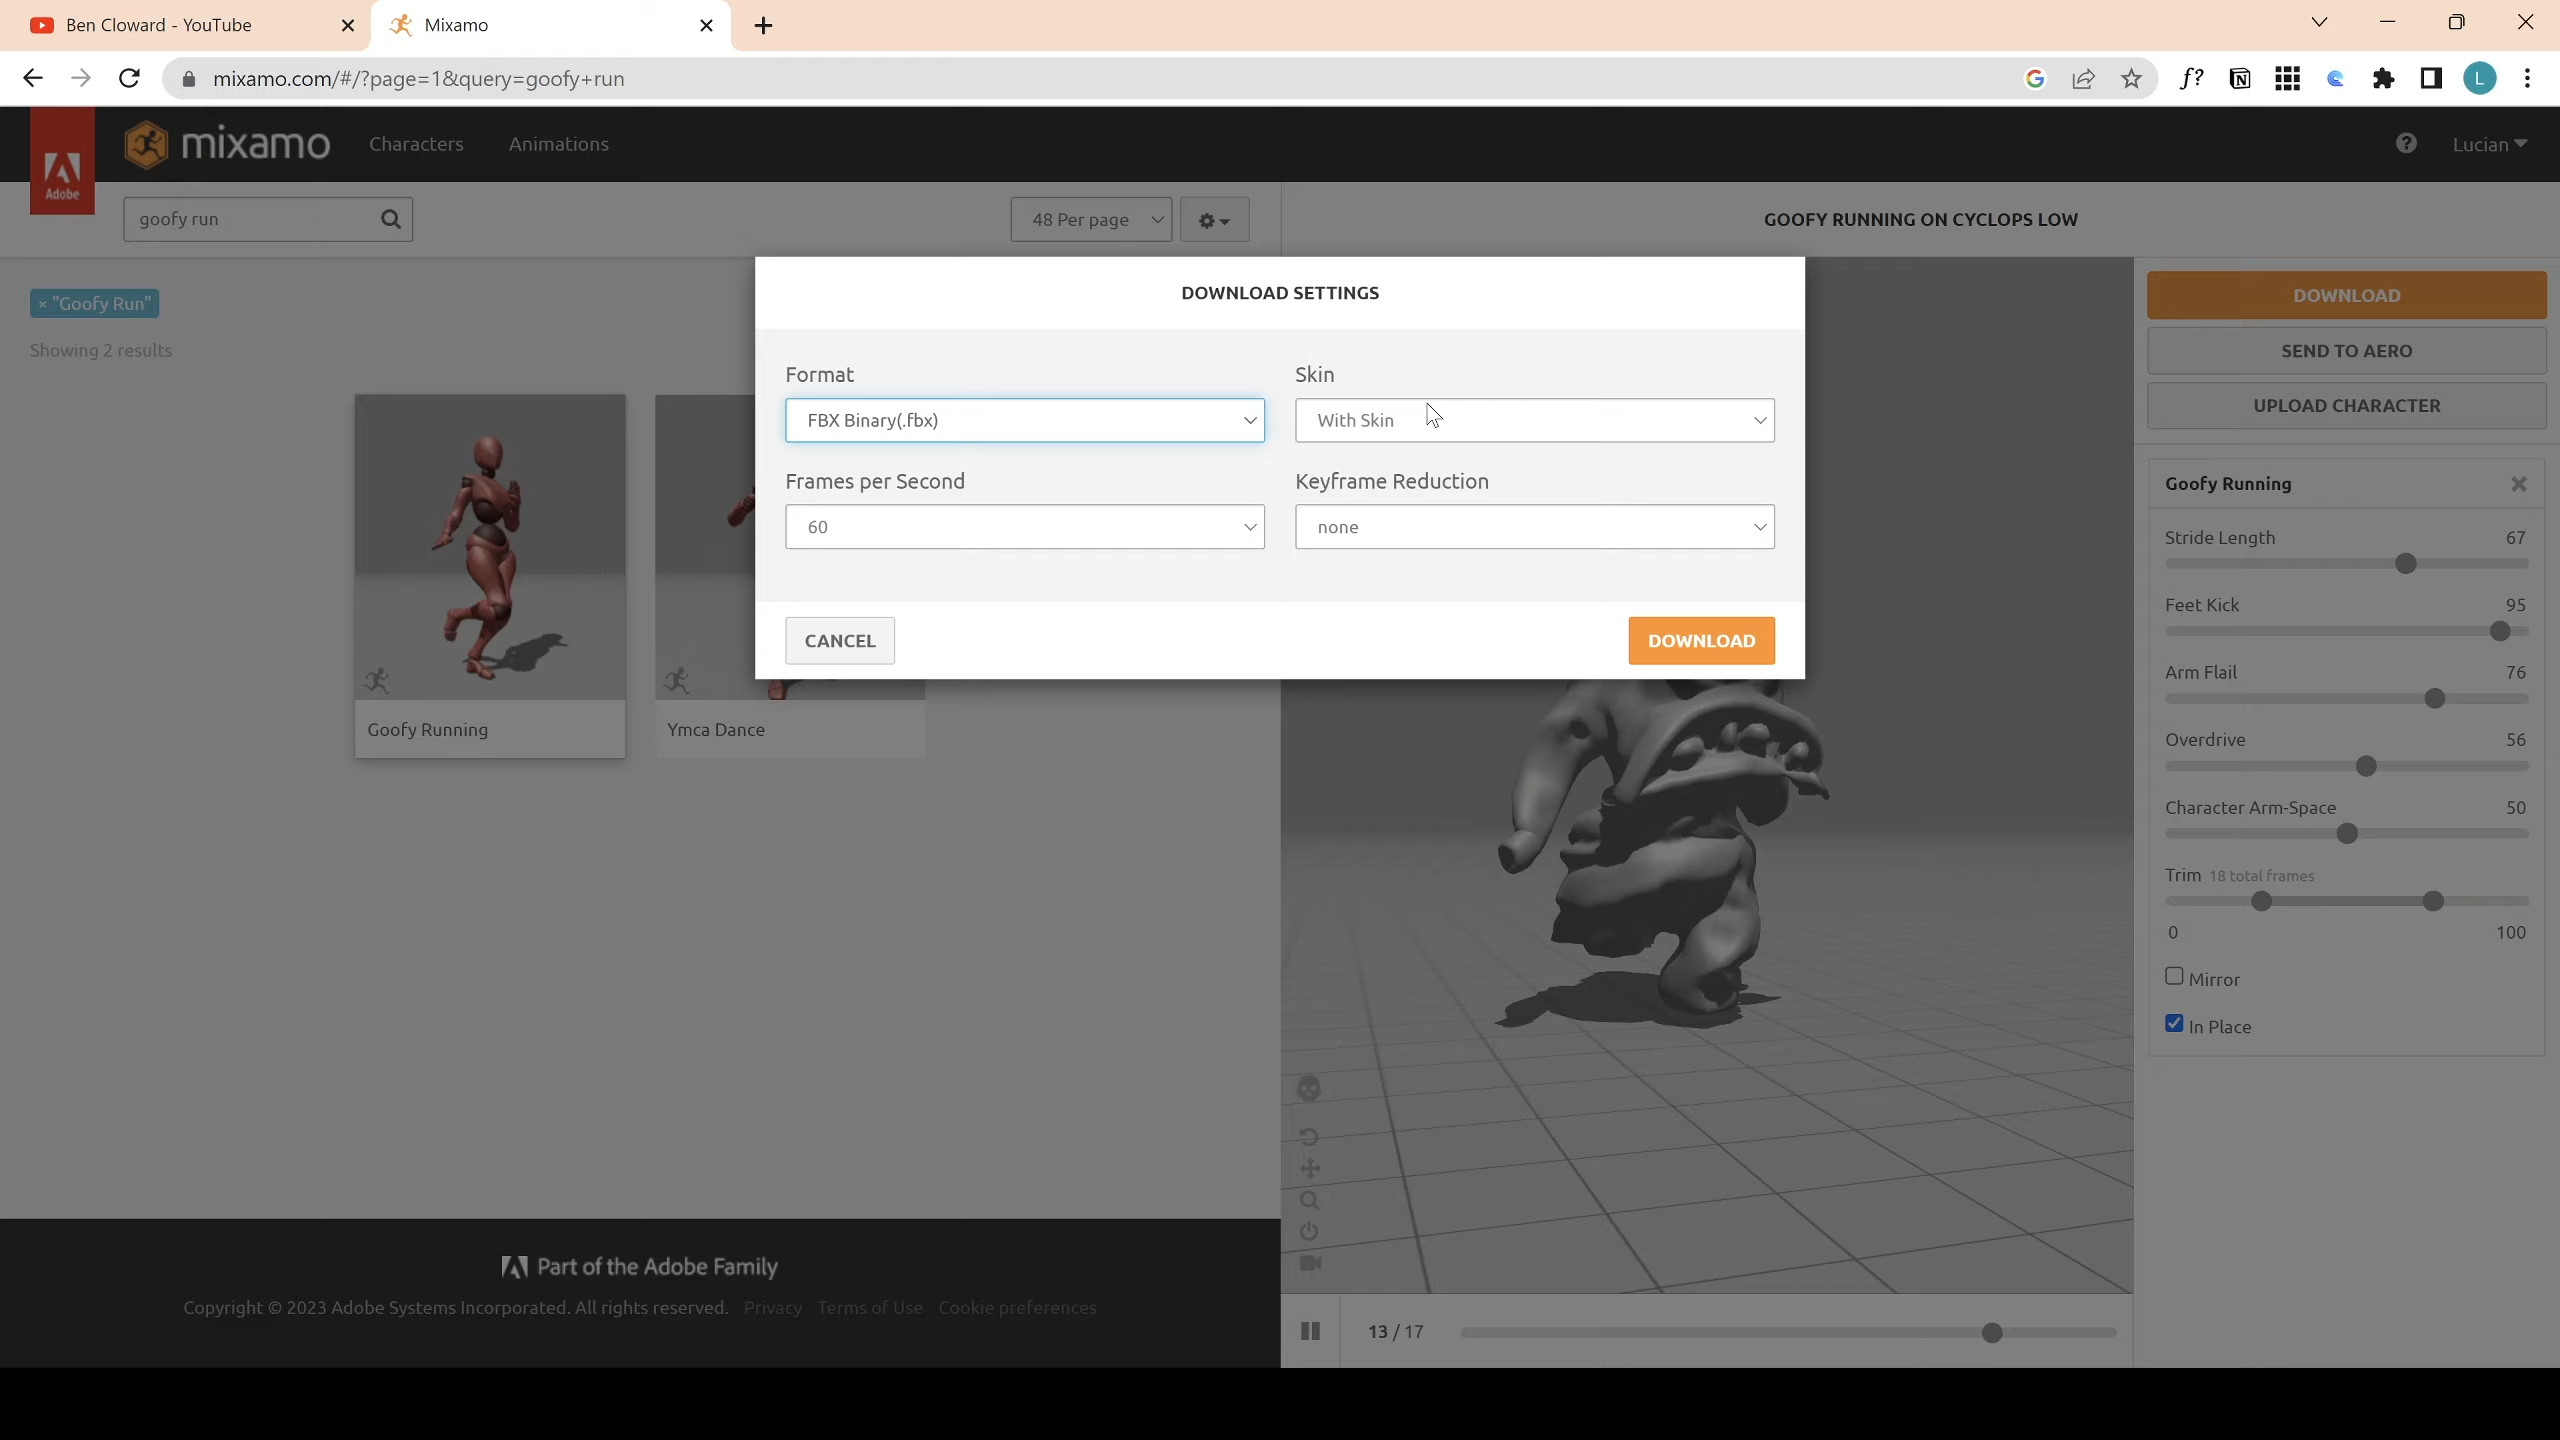 Ben Cloward - YouTube
Mixamo
mixamo.com/#/?page=1&query=goofy+run
f?
L
Adobe
mixamo
Characters
Animations
Lucian
goofy run
48 Per page
GOOFY RUNNING ON CYCLOPS LOW
× "Goofy Run"
Showing 2 results
Goofy Running
Ymca Dance
DOWNLOAD SETTINGS
Format
Skin
FBX Binary(.fbx)
With Skin
Frames per Second
Keyframe Reduction
60
none
CANCEL
DOWNLOAD
DOWNLOAD
SEND TO AERO
UPLOAD CHARACTER
Goofy Running
Stride Length 67
Feet Kick 95
Arm Flail 76
Overdrive 56
Character Arm-Space 50
Trim 18 total frames
0 100
Mirror
In Place
Part of the Adobe Family
Copyright © 2023 Adobe Systems Incorporated. All rights reserved. Privacy Terms of Use Cookie preferences
13 / 17